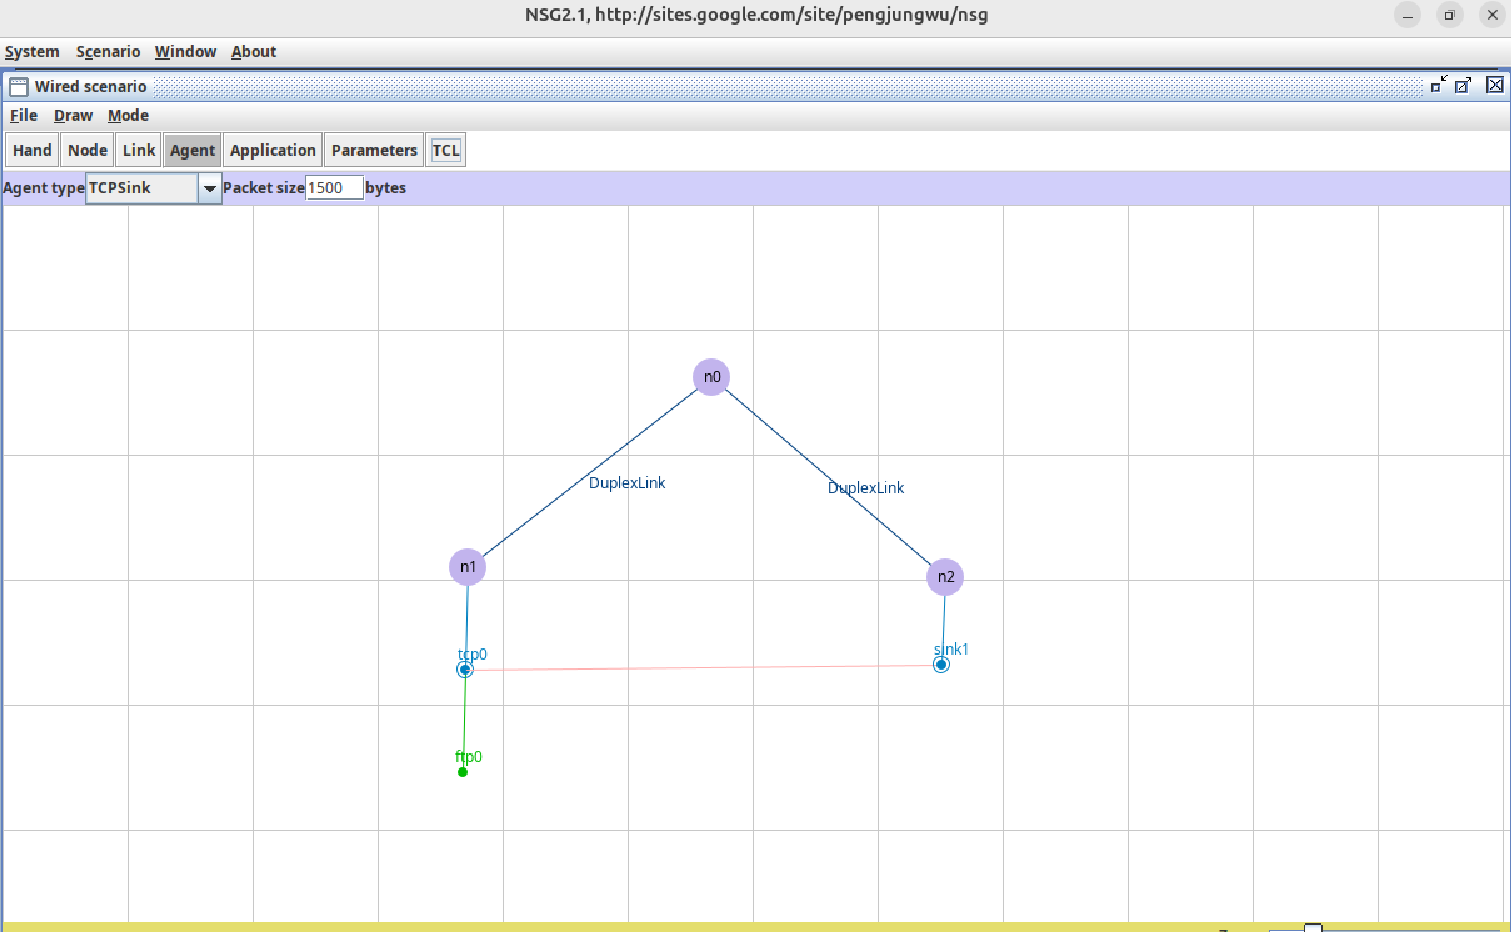 NSG2.1, http://sites.google.com/site/pengjungwu/nsg
System Scenario Window About
Wired scenario
File Draw Mode
Hand Node Link Agent Application Parameters TCL
Agent type TCPSink Packet size 1500 bytes
n0
DuplexLink DuplexLink
n1 n2
tcp0 sink1
ftp0